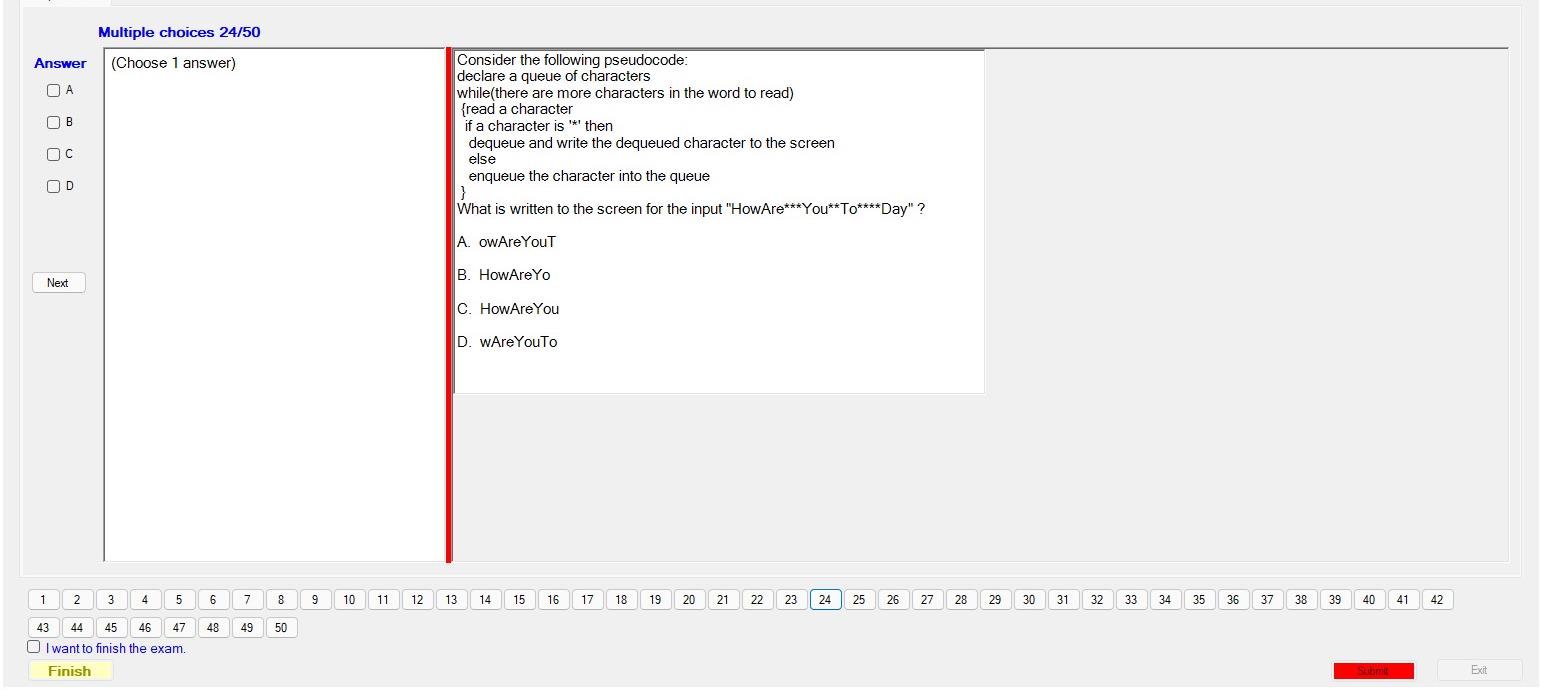 Multiple choices 24/50
Answer
A
B
C
D
Next
(Choose 1 answer)
Consider the following pseudocode:
declare a queue of characters
while(there are more characters in the word to read)
{read a character
if a character is '*' then
dequeue and write the dequeued character to the screen
else
enqueue the character into the queue
}
What is written to the screen for the input "HowAre***You**To****Day" ?
A. owAreYouT
B. HowAreYo
C. HowAreYou
D. wAreYouTo
1 2 3 4 5 6 7 8 9 10 11 12 13 14 15 16 17 18 19 20 21 22 23 24 25 26 27 28 29 30 31 32 33 34 35 36 37 38 39 40 41 42
43 44 45 46 47 48 49 50
I want to finish the exam.
Finish
Submit
Exit